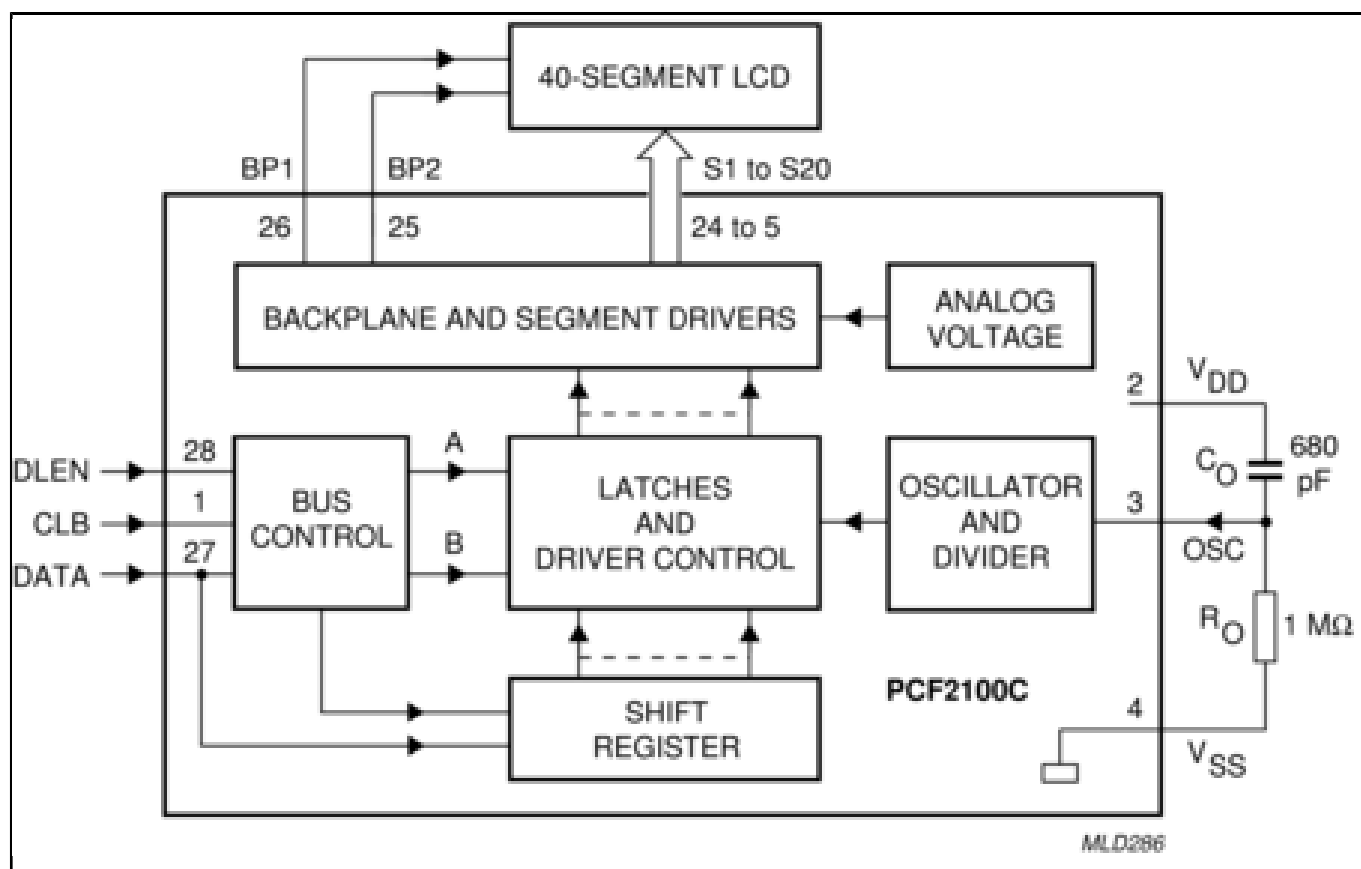 40-SEGMENT LCD
BP1
BP2
S1 to S20
26
25
24 to 5
BACKPLANE AND SEGMENT DRIVERS
ANALOG
VOLTAGE
2
VDD
DLEN
28
CLB
1
DATA
27
BUS
CONTROL
A
B
LATCHES
AND
DRIVER CONTROL
OSCILLATOR
AND
DIVIDER
CO
680
pF
3
OSC
RO
1 MΩ
SHIFT
REGISTER
PCF2100C
4
VSS
MLD286